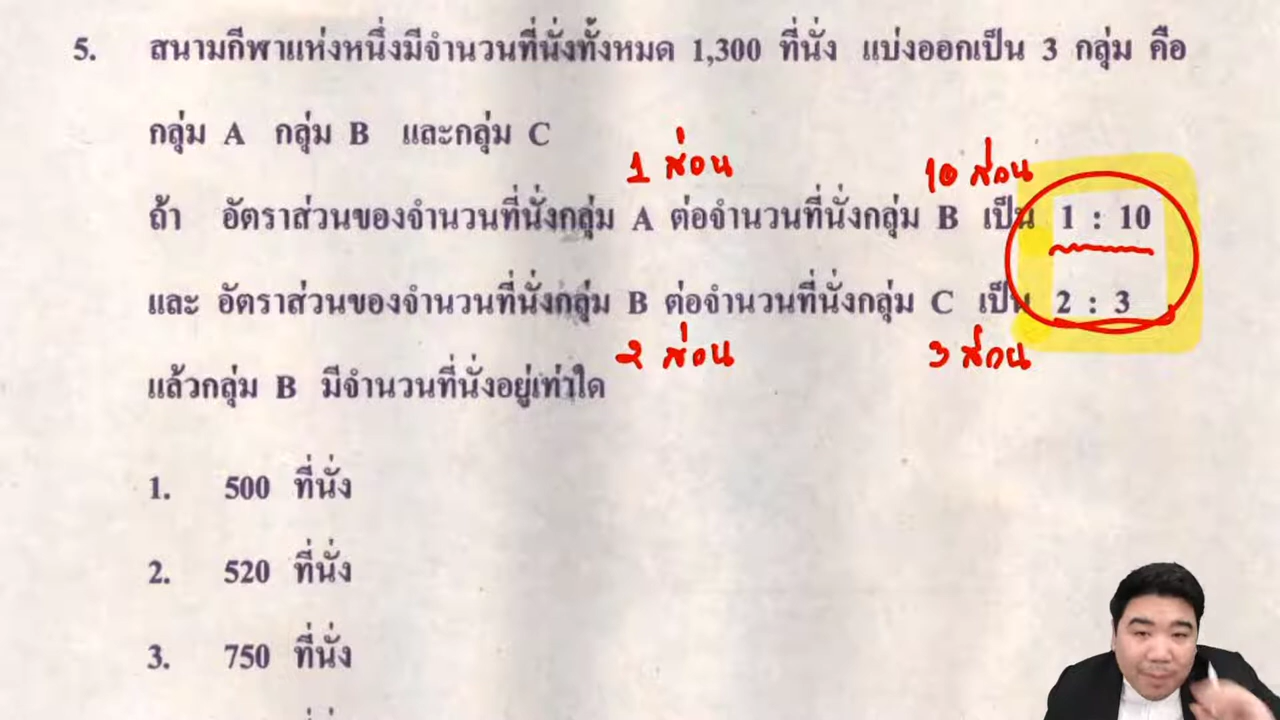 5. สนามกีฬาแห่งหนึ่งมีจำนวนที่นั่งทั้งหมด 1,300 ที่นั่ง แบ่งออกเป็น 3 กลุ่ม คือ
กลุ่ม A กลุ่ม B และกลุ่ม C
1 ส่วน 10 ส่วน
ถ้า อัตราส่วนของจำนวนที่นั่งกลุ่ม A ต่อจำนวนที่นั่งกลุ่ม B เป็น 1 : 10
และ อัตราส่วนของจำนวนที่นั่งกลุ่ม B ต่อจำนวนที่นั่งกลุ่ม C เป็น 2 : 3
2 ส่วน 3 ส่วน
แล้วกลุ่ม B มีจำนวนที่นั่งอยู่เท่าใด
1. 500 ที่นั่ง
2. 520 ที่นั่ง
3. 750 ที่นั่ง